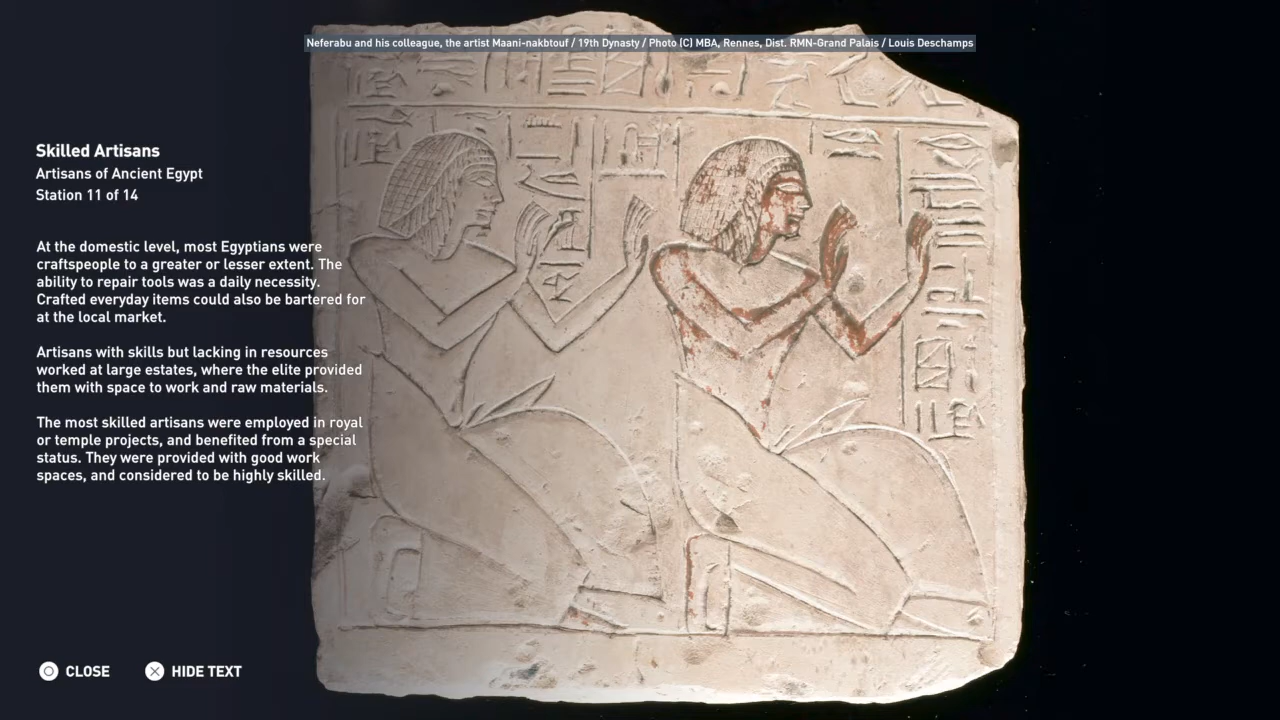 Neferabu and his colleague, the artist Maani-nakbtouf / 19th Dynasty / Photo (C) MBA, Rennes, Dist. RMN-Grand Palais / Louis Deschamps
Skilled Artisans
Artisans of Ancient Egypt
Station 11 of 14
At the domestic level, most Egyptians were
craftspeople to a greater or lesser extent. The
ability to repair tools was a daily necessity.
Crafted everyday items could also be bartered for
at the local market.
Artisans with skills but lacking in resources
worked at large estates, where the elite provided
them with space to work and raw materials.
The most skilled artisans were employed in royal
or temple projects, and benefited from a special
status. They were provided with good work
spaces, and considered to be highly skilled.
CLOSE
HIDE TEXT